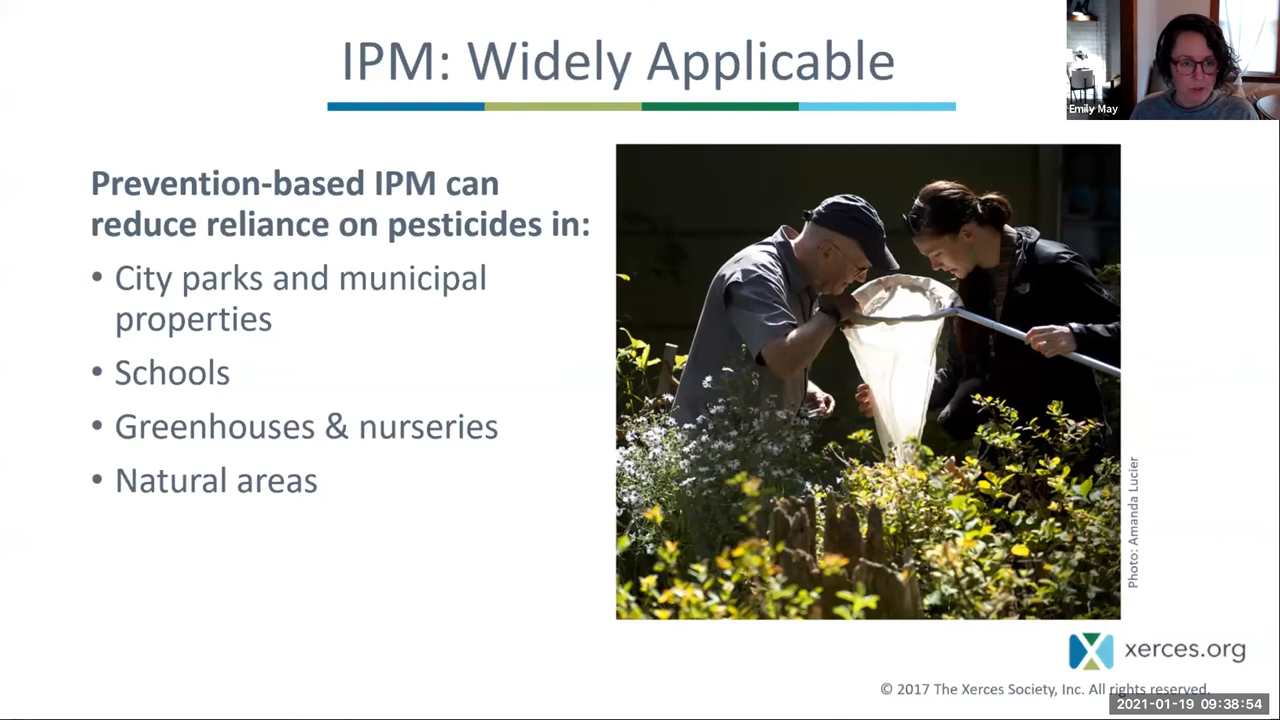 IPM: Widely Applicable
Emily May
Prevention-based IPM can
reduce reliance on pesticides in:
• City parks and municipal
properties
• Schools
• Greenhouses & nurseries
• Natural areas
Photo: Amanda Lucier
xerces.org
© 2017 The Xerces Society, Inc. All rights reserved.
2021-01-19 09:38:54